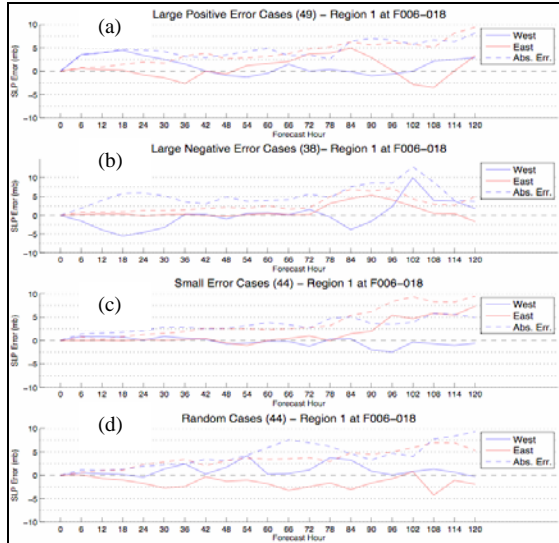 (a)
Large Positive Error Cases (49) - Region 1 at F006-018
SLP Error (mb)
10
5
0
-5
-10
0 6 12 18 24 30 36 42 48 54 60 66 72 78 84 90 96 102 108 114 120
Forecast Hour
West
East
Abs. Err.
(b)
Large Negative Error Cases (38)- Region 1 at F006-018
SLP Error (mb)
10
5
0
-5
-10
0 6 12 18 24 30 36 42 48 54 60 66 72 78 84 90 96 102 108 114 120
Forecast Hour
West
East
Abs. Err.
(c)
Small Error Cases (44) - Region 1 at F006-018
SLP Error (mb)
10
5
0
-5
-10
0 6 12 18 24 30 36 42 48 54 60 66 72 78 84 90 96 102 108 114 120
Forecast Hour
West
East
Abs. Err.
(d)
Random Cases (44) - Region 1 at F006-018
SLP Error (mb)
10
5
0
-5
-10
0 6 12 18 24 30 36 42 48 54 60 66 72 78 84 90 96 102 108 114 120
Forecast Hour
West
East
Abs. Err.